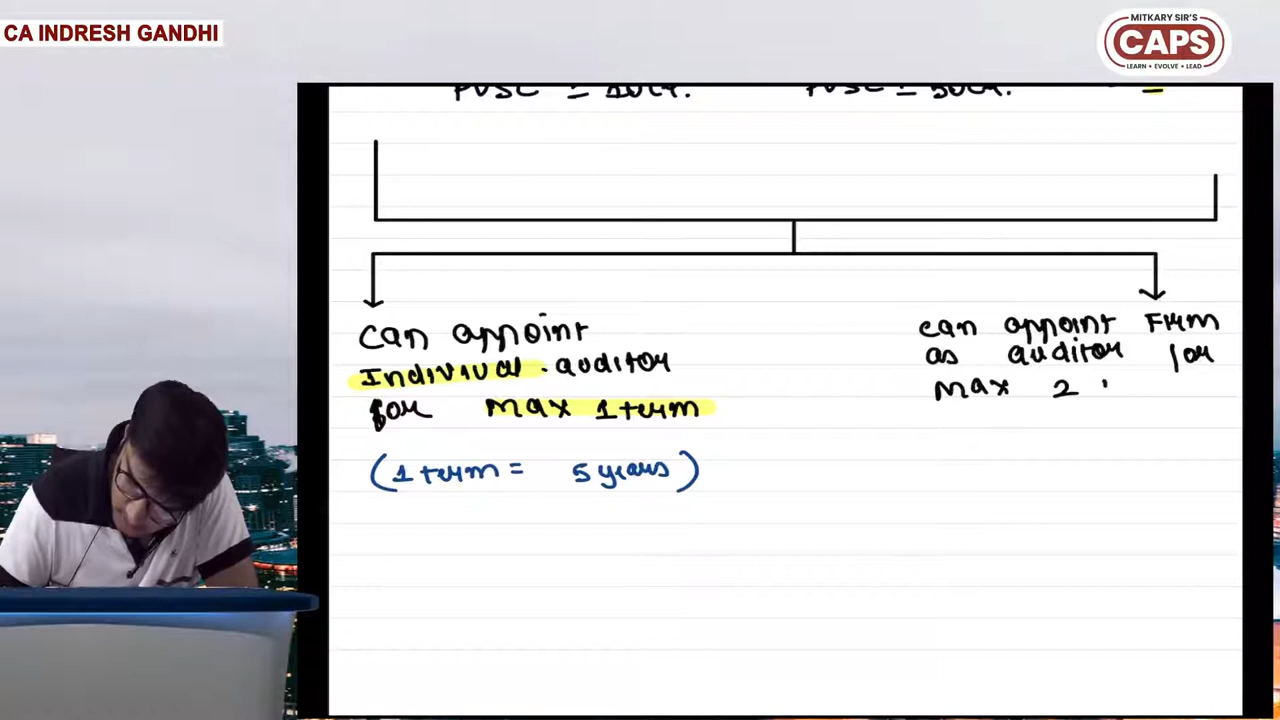 CA INDRESH GANDHI
MITKARY SIR'S
CAPS
LEARN • EVOLVE • LEAD
can appoint
Individual auditor
for max 1 term
(1 term = 5 years)
can appoint Firm
as auditor for
max 2